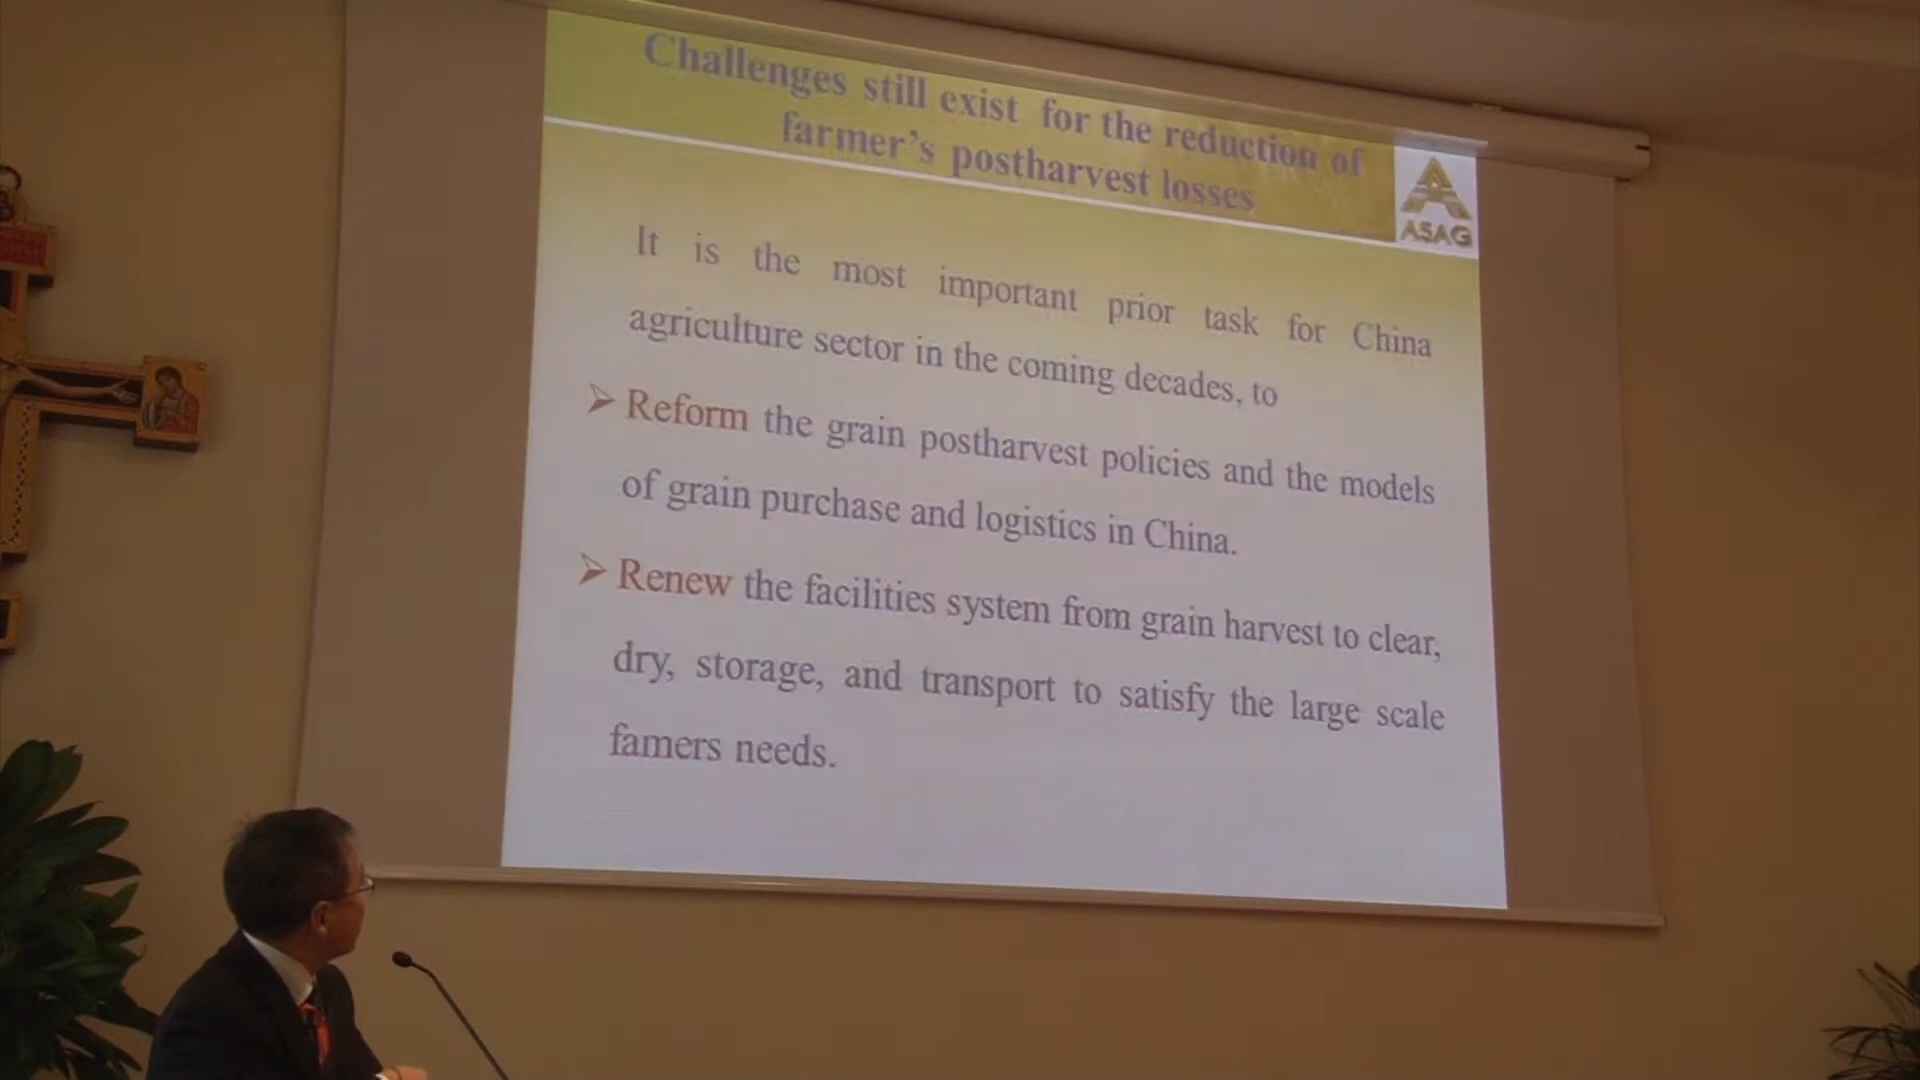 Challenges still exist for the reduction of
farmer’s postharvest losses
ASAG
It is the most important prior task for China
agriculture sector in the coming decades, to
➢ Reform the grain postharvest policies and the models
of grain purchase and logistics in China.
➢ Renew the facilities system from grain harvest to clear,
dry, storage, and transport to satisfy the large scale
famers needs.